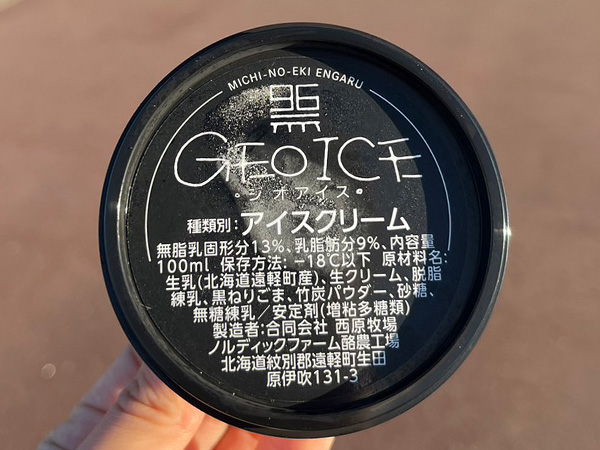 MICHI-NO-EKI ENGARU
黒
GEOICE
ジオアイス
種類別：アイスクリーム
無脂乳固形分13%、乳脂肪分9%、内容量
100ml 保存方法：−18℃以下 原材料名：
生乳(北海道遠軽町産)、生クリーム、脱脂
練乳、黒ねりごま、竹炭パウダー、砂糖、
無糖練乳／安定剤(増粘多糖類)
製造者：合同会社 西原牧場
ノルディックファーム酪農工場
北海道紋別郡遠軽町生田
原伊吹131-3